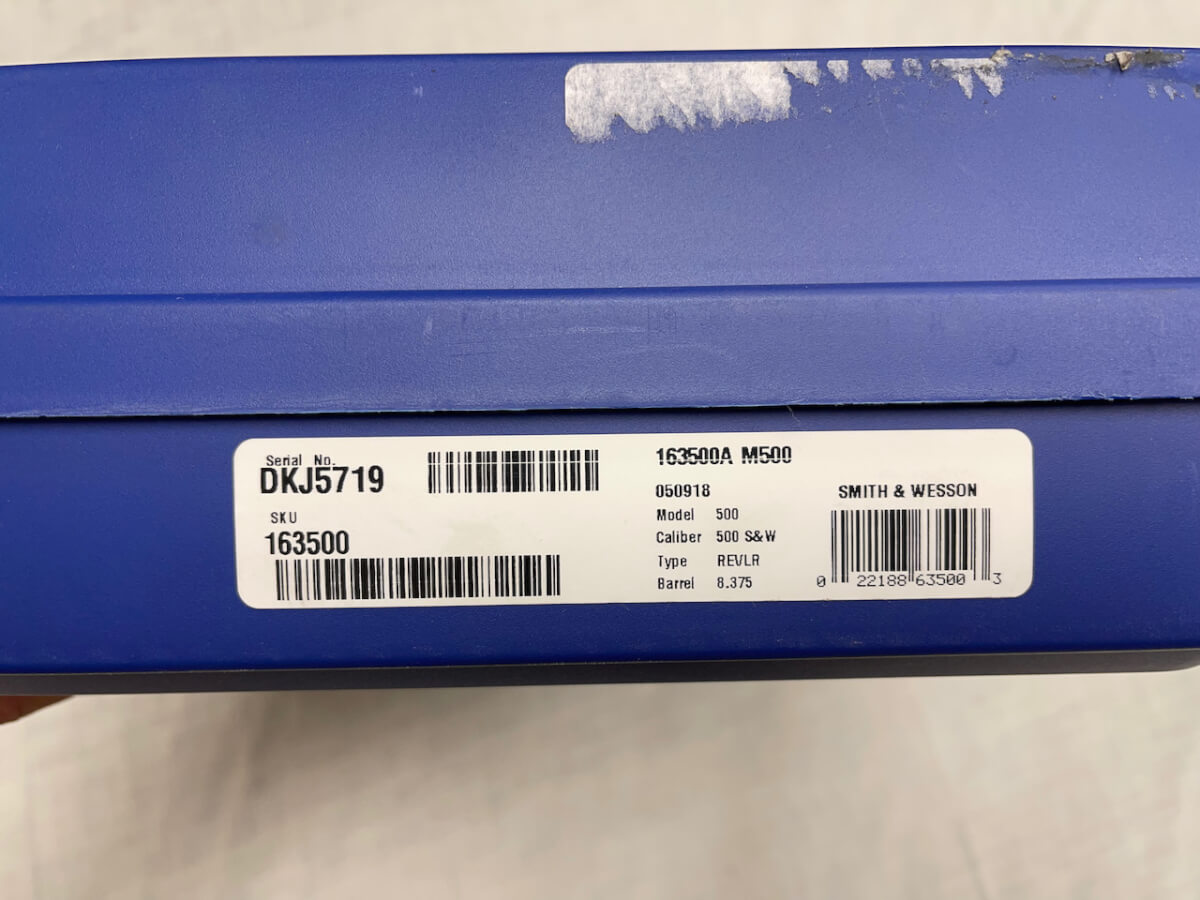 Serial No.
DKJ5719
SKU
163500
163500A M500
050918
Model 500
Caliber 500 S&W
Type REVLR
Barrel 8.375
SMITH & WESSON
0 22188 63500 3